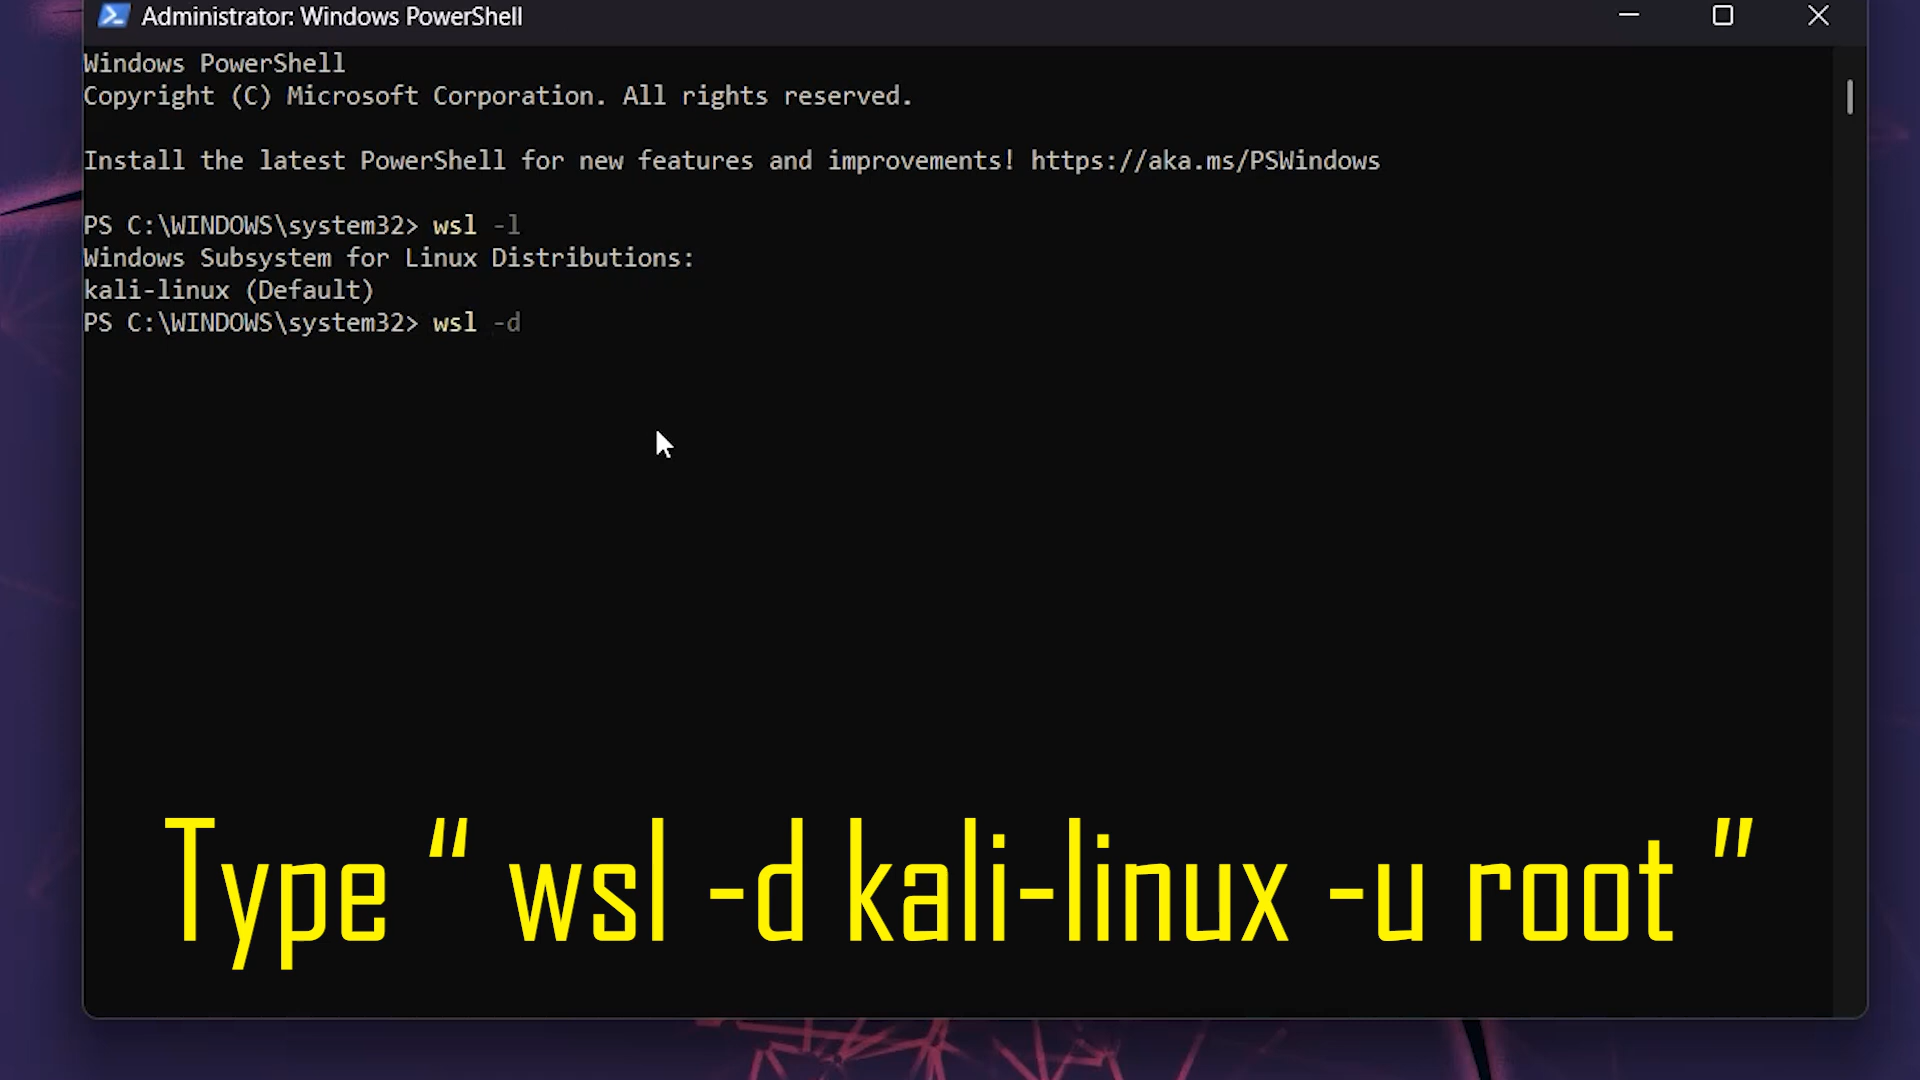 Administrator: Windows PowerShell
Windows PowerShell
Copyright (C) Microsoft Corporation. All rights reserved.
Install the latest PowerShell for new features and improvements! https://aka.ms/PSWindows
PS C:\WINDOWS\system32> wsl -l
Windows Subsystem for Linux Distributions:
kali-linux (Default)
PS C:\WINDOWS\system32> wsl -d
Type “ wsl -d kali-linux -u root ”